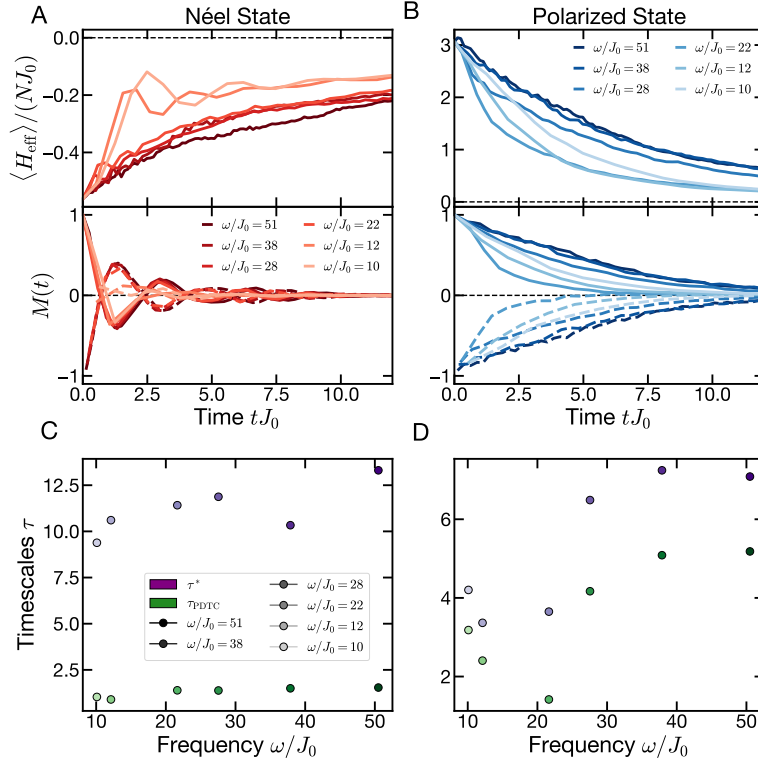 A
Néel State
B
Polarized State
⟨H_eff⟩/(NJ_0)
0.0
−0.2
−0.4
3
2
1
0
ω/J_0 = 51
ω/J_0 = 38
ω/J_0 = 28
ω/J_0 = 22
ω/J_0 = 12
ω/J_0 = 10
M(t)
1
0
−1
ω/J_0 = 51
ω/J_0 = 38
ω/J_0 = 28
ω/J_0 = 22
ω/J_0 = 12
ω/J_0 = 10
1
0
−1
0.0 2.5 5.0 7.5 10.0
Time tJ_0
0.0 2.5 5.0 7.5 10.0
Time tJ_0
C
D
Timescales τ
12.5
10.0
7.5
5.0
2.5
τ*
τ_PDTC
ω/J_0 = 51
ω/J_0 = 38
ω/J_0 = 28
ω/J_0 = 22
ω/J_0 = 12
ω/J_0 = 10
6
4
2
10 20 30 40 50
Frequency ω/J_0
10 20 30 40 50
Frequency ω/J_0